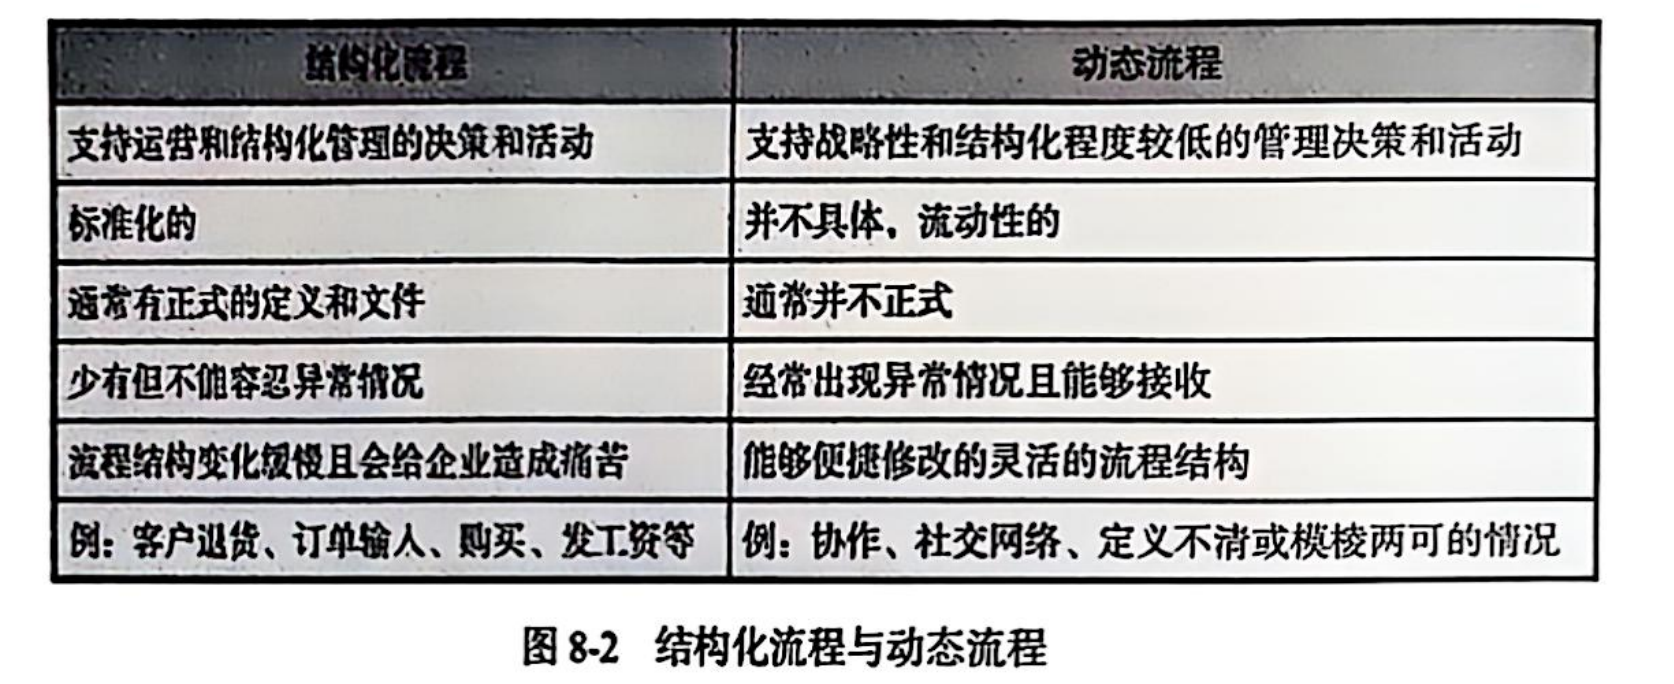 结构化流程 动态流程
支持运营和结构化管理的决策和活动 支持战略性和结构化程度较低的管理决策和活动
标准化的 并不具体，流动性的
通常有正式的定义和文件 通常并不正式
少有但不能容忍异常情况 经常出现异常情况且能够接收
流程结构变化缓慢且会给企业造成痛苦 能够便捷修改的灵活的流程结构
例：客户退货、订单输人、购买、发工资等 例：协作、社交网络、定义不清或模棱两可的情况
图 8-2 结构化流程与动态流程